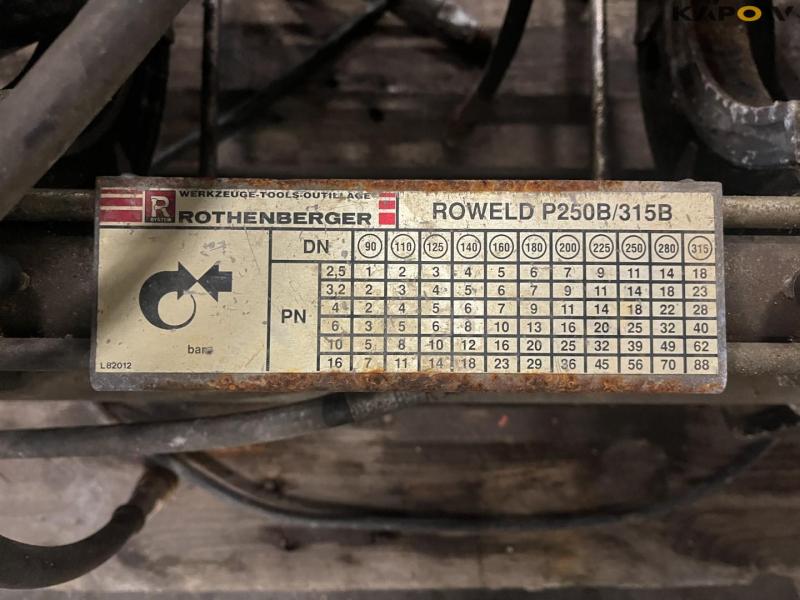 KAPOW
WERKZEUGE-TOOLS-OUTILLAGE
R SYSTEM ROTHENBERGER
ROWELD P250B/315B
DN 90 110 125 140 160 180 200 225 250 280 315
PN
2,5 1 2 3 4 5 6 7 9 11 14 18
3,2 2 2 3 4 5 6 7 9 11 14 18 23
4 2 4 5 6 7 9 11 14 18 22 28
6 3 5 6 8 10 13 16 20 25 32 40
10 5 8 10 12 16 20 25 32 39 49 62
16 7 11 14 18 23 29 36 45 56 70 88
bar
L82012